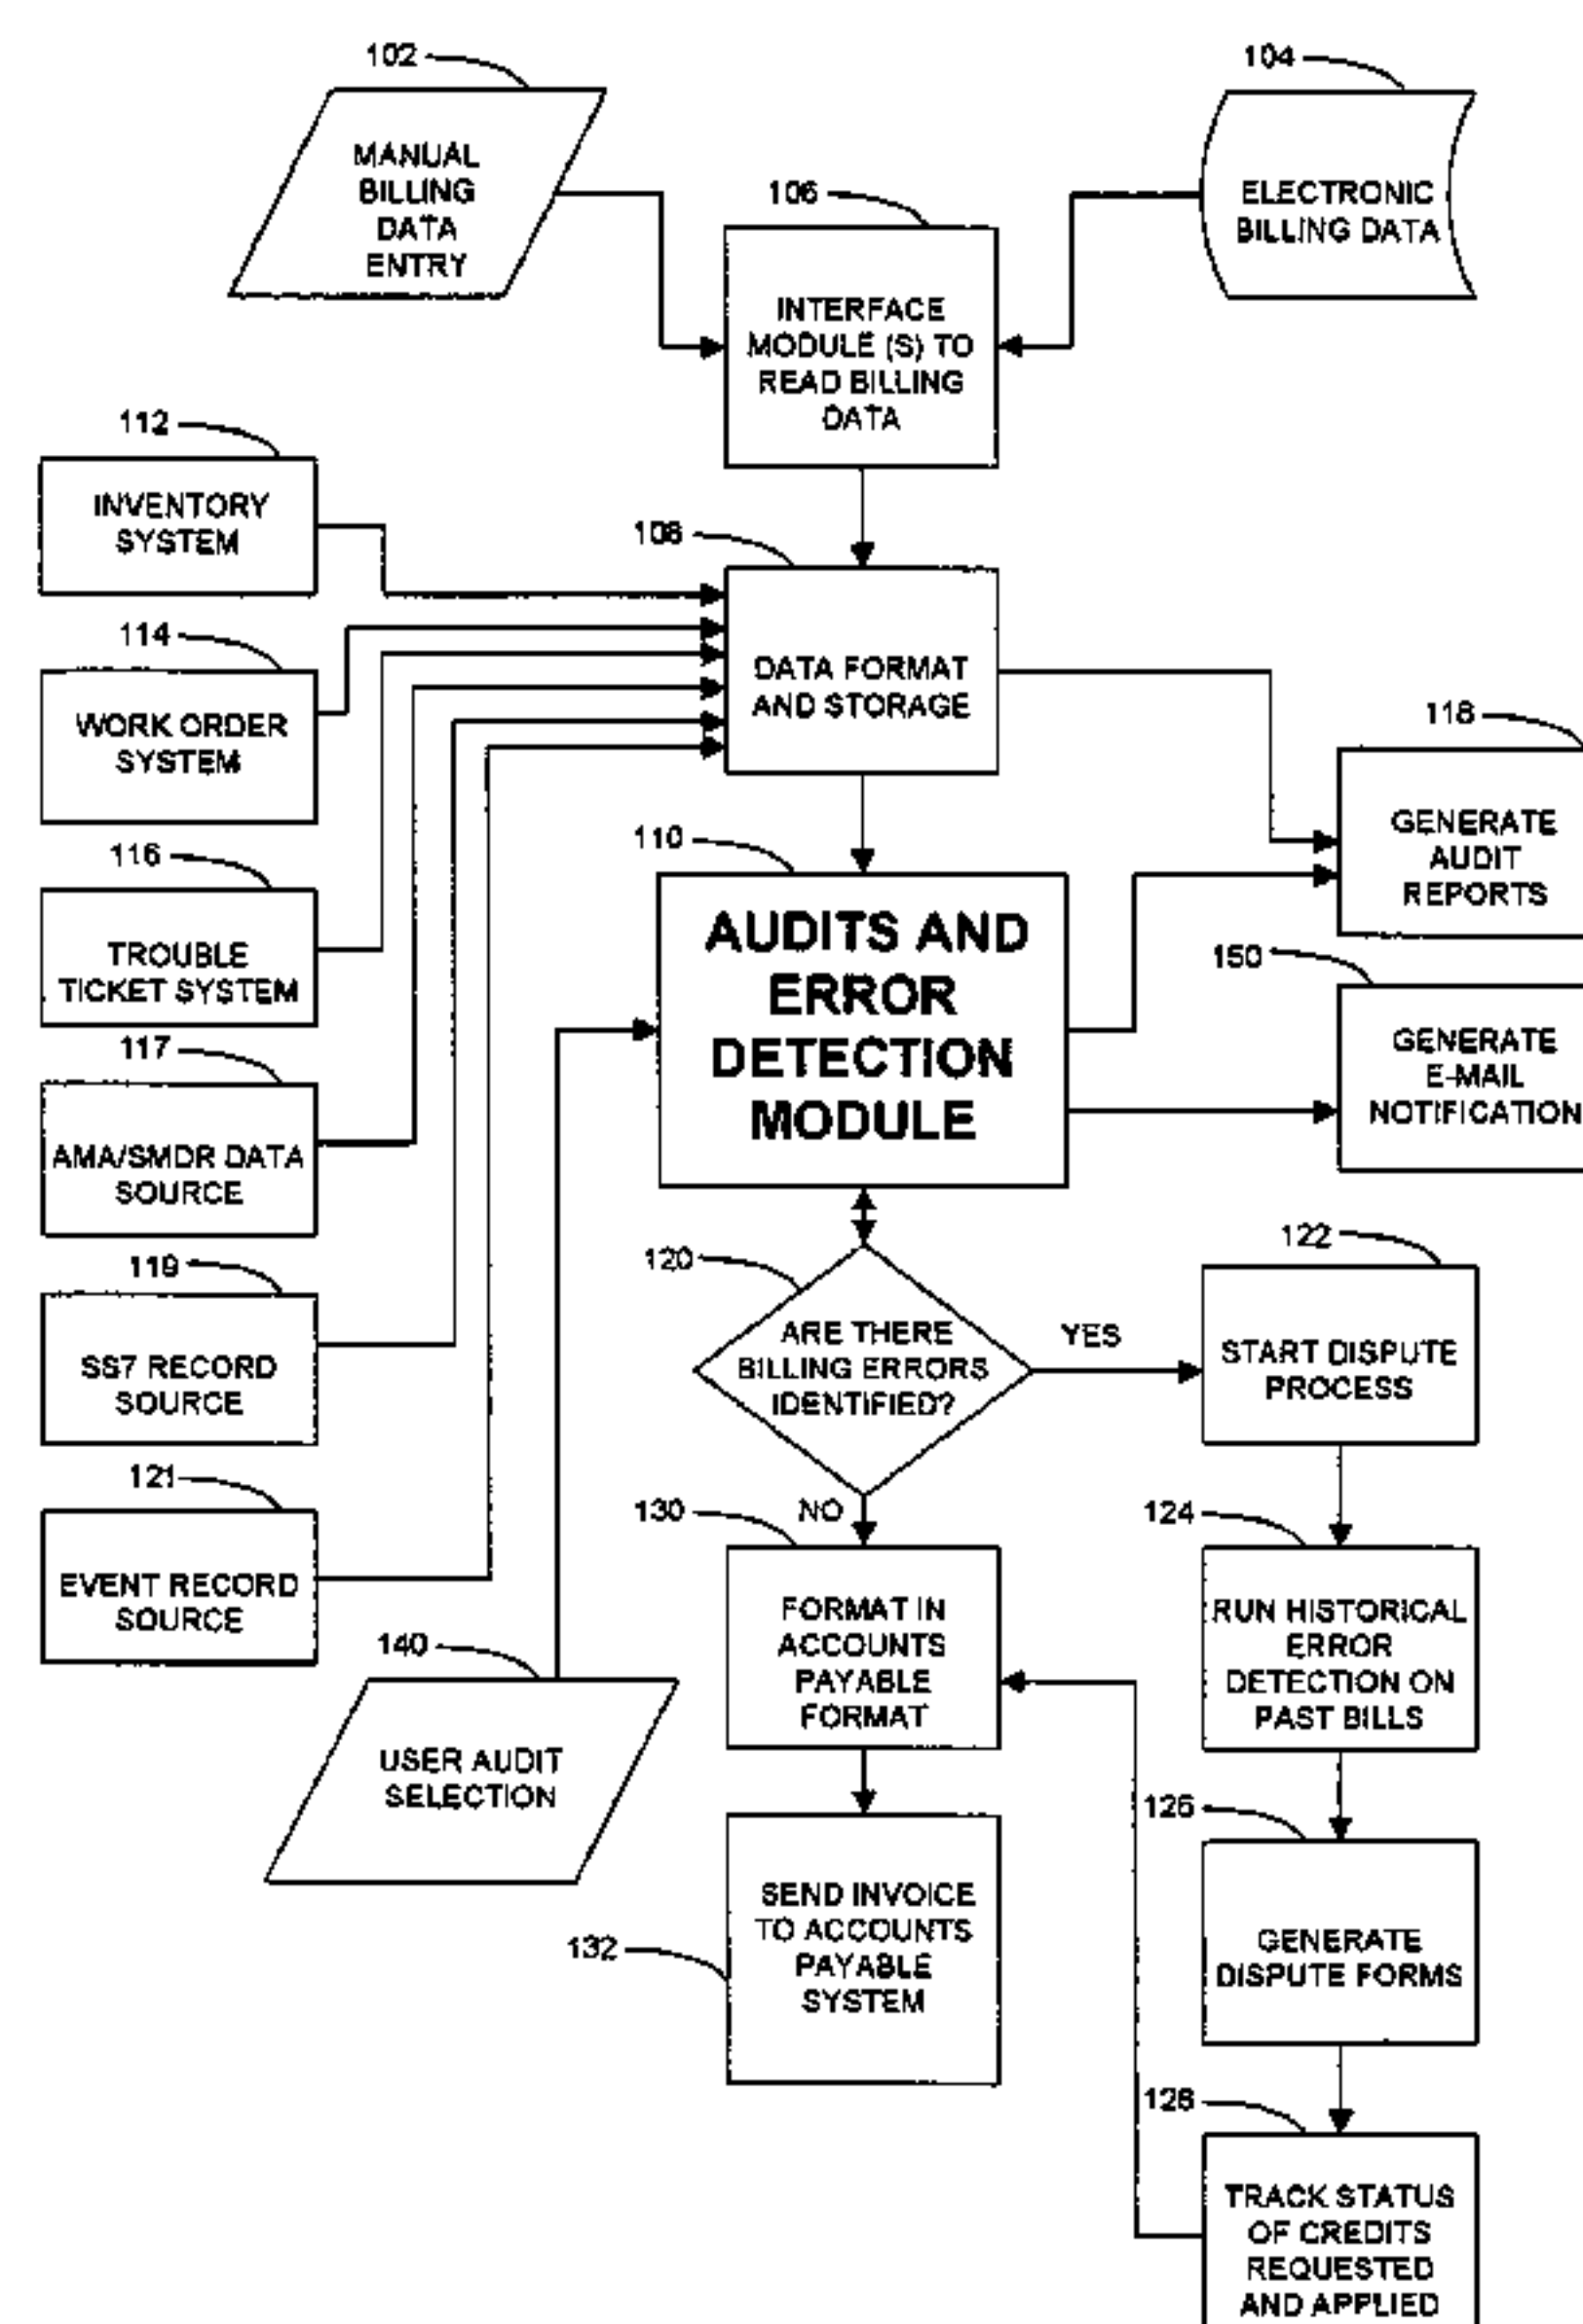 102
MANUAL
BILLING
DATA
ENTRY
104
ELECTRONIC
BILLING DATA
106
INTERFACE
MODULE (S) TO
READ BILLING
DATA
112
INVENTORY
SYSTEM
108
DATA FORMAT
AND STORAGE
114
WORK ORDER
SYSTEM
118
GENERATE
AUDIT
REPORTS
116
TROUBLE
TICKET SYSTEM
110
AUDITS AND
ERROR
DETECTION
MODULE
150
GENERATE
E-MAIL
NOTIFICATION
117
AMA/SMDR DATA
SOURCE
119
SS7 RECORD
SOURCE
120
ARE THERE
BILLING ERRORS
IDENTIFIED?
YES
122
START DISPUTE
PROCESS
121
EVENT RECORD
SOURCE
NO
130
FORMAT IN
ACCOUNTS
PAYABLE
FORMAT
124
RUN HISTORICAL
ERROR
DETECTION ON
PAST BILLS
140
USER AUDIT
SELECTION
132
SEND INVOICE
TO ACCOUNTS
PAYABLE
SYSTEM
126
GENERATE
DISPUTE FORMS
128
TRACK STATUS
OF CREDITS
REQUESTED
AND APPLIED